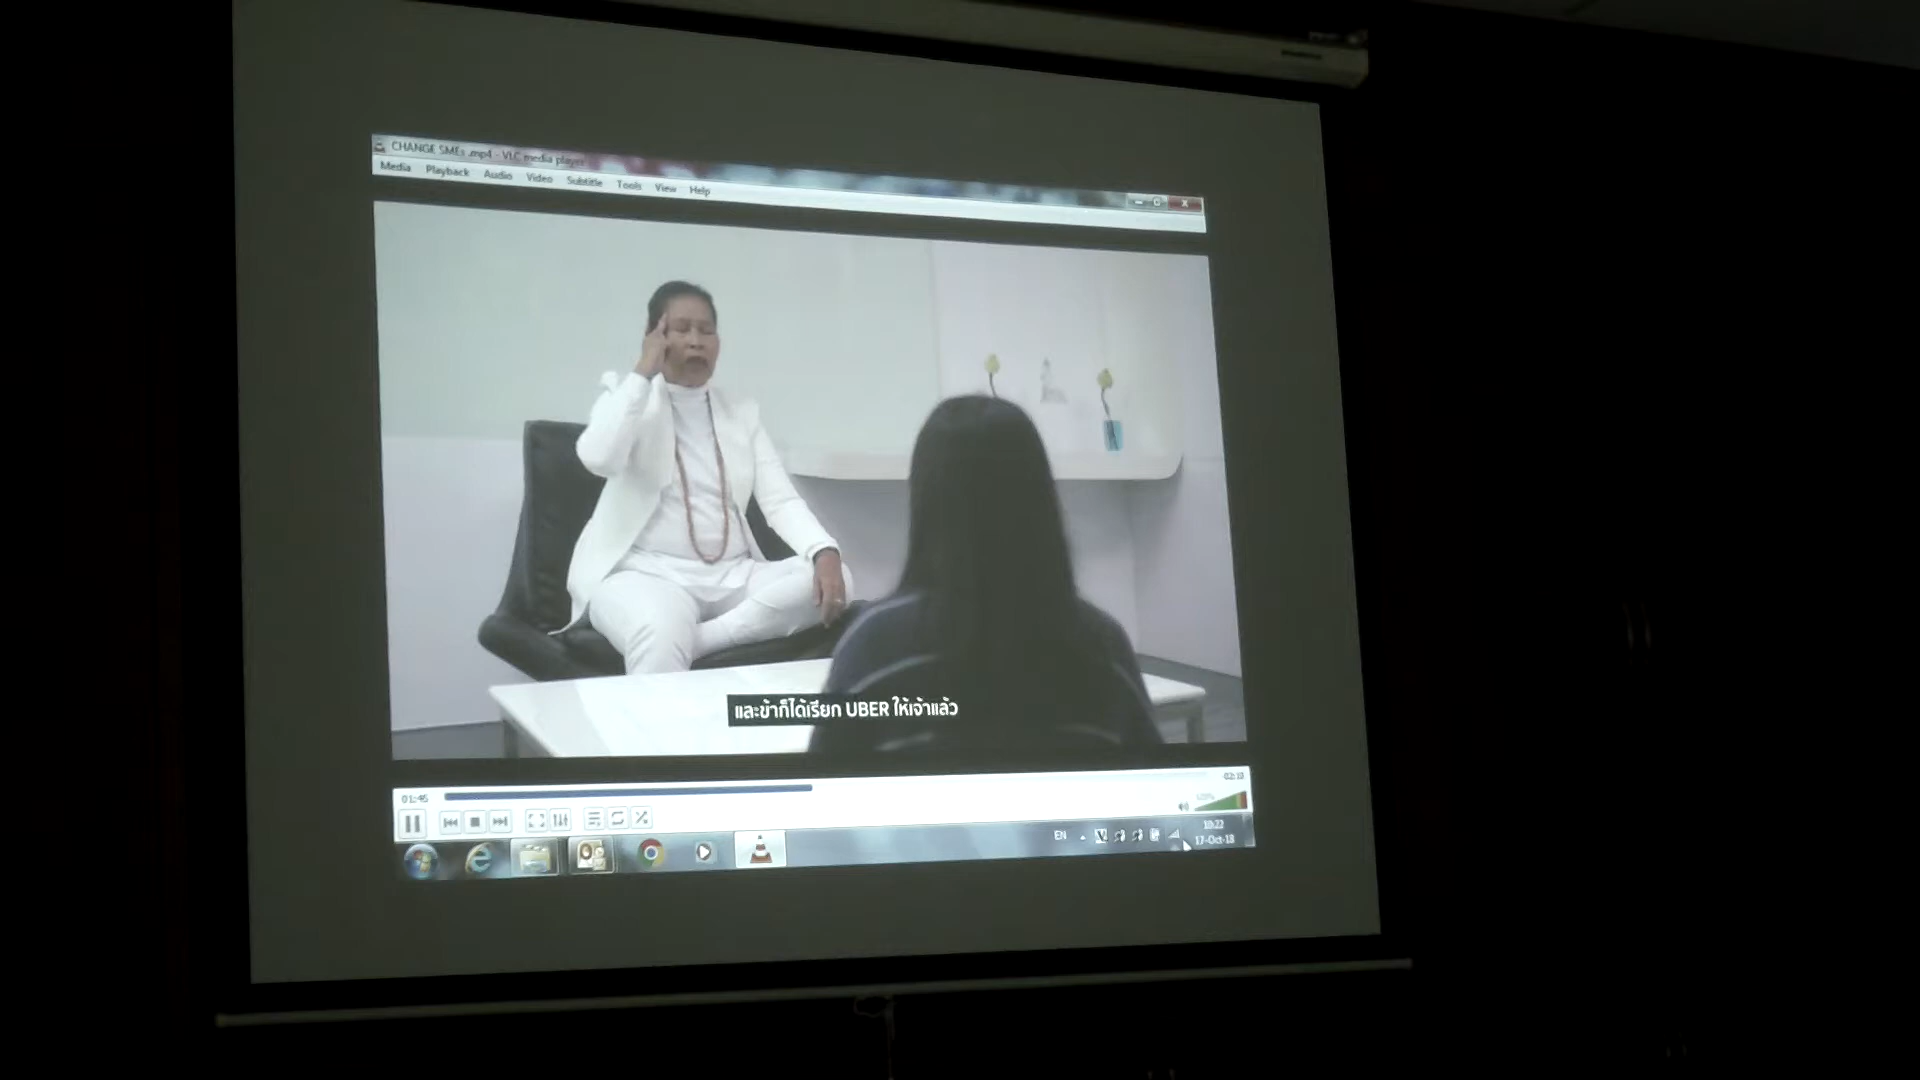 CHANGE SMEs .mp4 - VLC media player
Media Playback Audio Video Subtitle Tools View Help
และข้าก็ได้เรียก UBER ให้เจ้าแล้ว
01:46
-02:10
EN
10:22
17-Oct-18